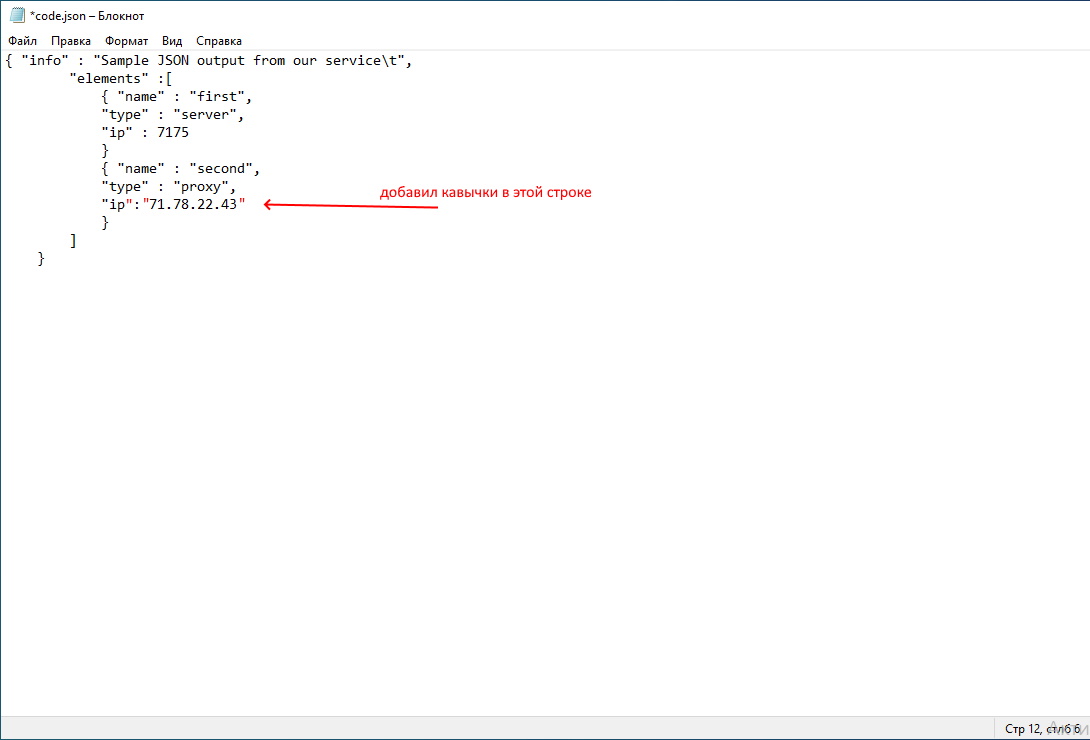 *code.json – Блокнот
Файл Правка Формат Вид Справка
{ "info" : "Sample JSON output from our service\t",
"elements" :[
{ "name" : "first",
"type" : "server",
"ip" : 7175
}
{ "name" : "second",
"type" : "proxy",
"ip":"71.78.22.43"
добавил кавычки в этой строке
}
]
}
Стр 12, стлб 6